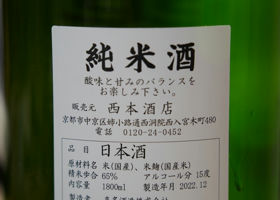 純米酒
酸味と甘みのバランスを
お楽しみ下さい。
販売元 西本酒店
京都市中京区姉小路通西洞院西入宮木町480
電話 0120-24-0452
品目 日本酒
原材料名/米(国産)、米麹(国産米)
精米歩合 65% アルコール分 15度
内容量 1800ml 製造年月 2022.12
製造者